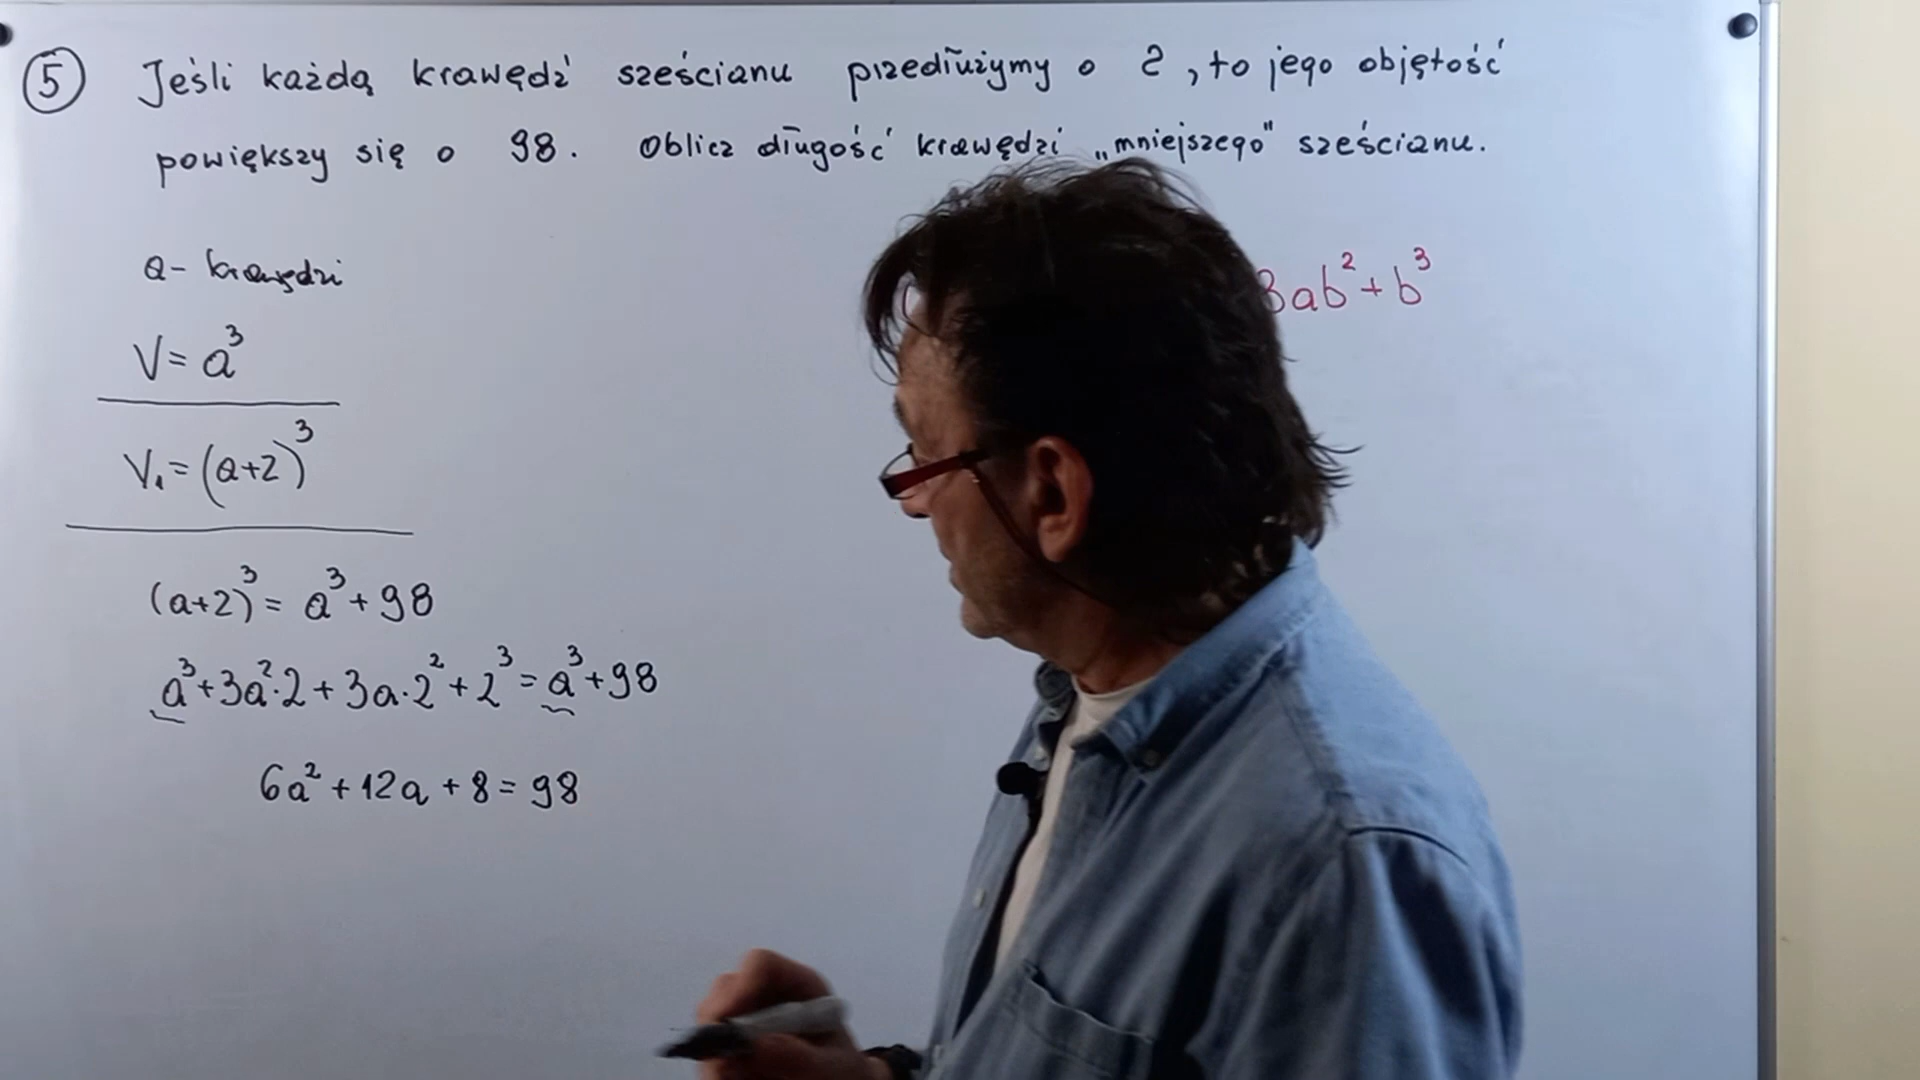 5 Jeśli każdą krawędź sześcianu przedłużymy o 2, to jego objętość
powiększy się o 98. Oblicz długość krawędzi „mniejszego" sześcianu.
a - krawędzi
3ab²+b³
V = a³
V₁ = (a+2)³
(a+2)³ = a³+98
a³+3a²·2+3a·2²+2³ = a³+98
6a²+12a+8 = 98